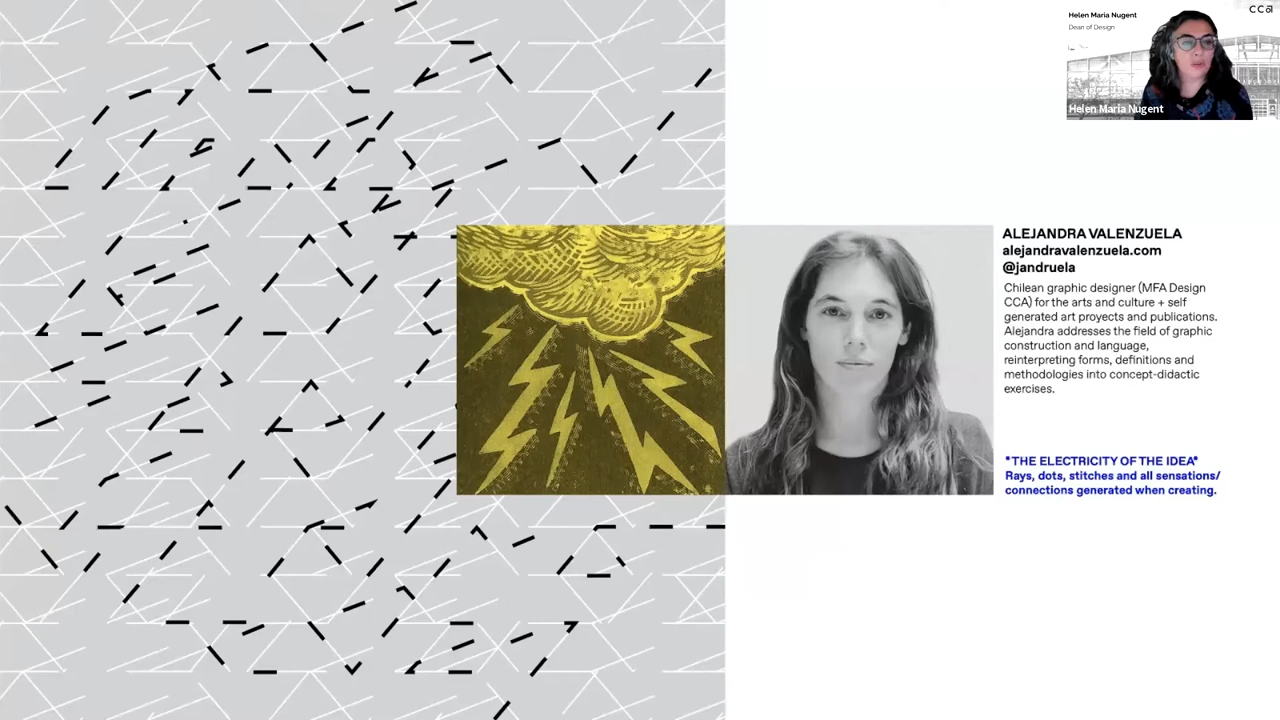 Helen Maria Nugent
Dean of Design
cca
Helen Maria Nugent
ALEJANDRA VALENZUELA
alejandravalenzuela.com
@jandruela
Chilean graphic designer (MFA Design
CCA) for the arts and culture + self
generated art proyects and publications.
Alejandra addresses the field of graphic
construction and language,
reinterpreting forms, definitions and
methodologies into concept-didactic
exercises.
"THE ELECTRICITY OF THE IDEA"
Rays, dots, stitches and all sensations/
connections generated when creating.